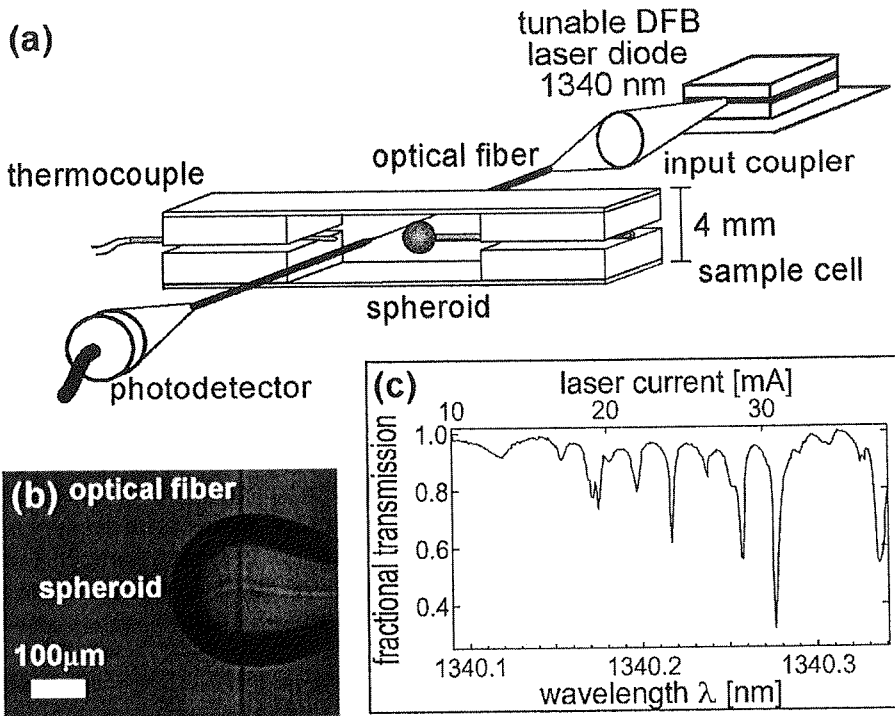 (a)
tunable DFB
laser diode
1340 nm
optical fiber
input coupler
thermocouple
4 mm
sample cell
spheroid
photodetector
(b) optical fiber
spheroid
100μm
(c)
laser current [mA]
10 20 30
1.0
0.8
0.6
0.4
fractional transmission
1340.1 1340.2 1340.3
wavelength λ [nm]